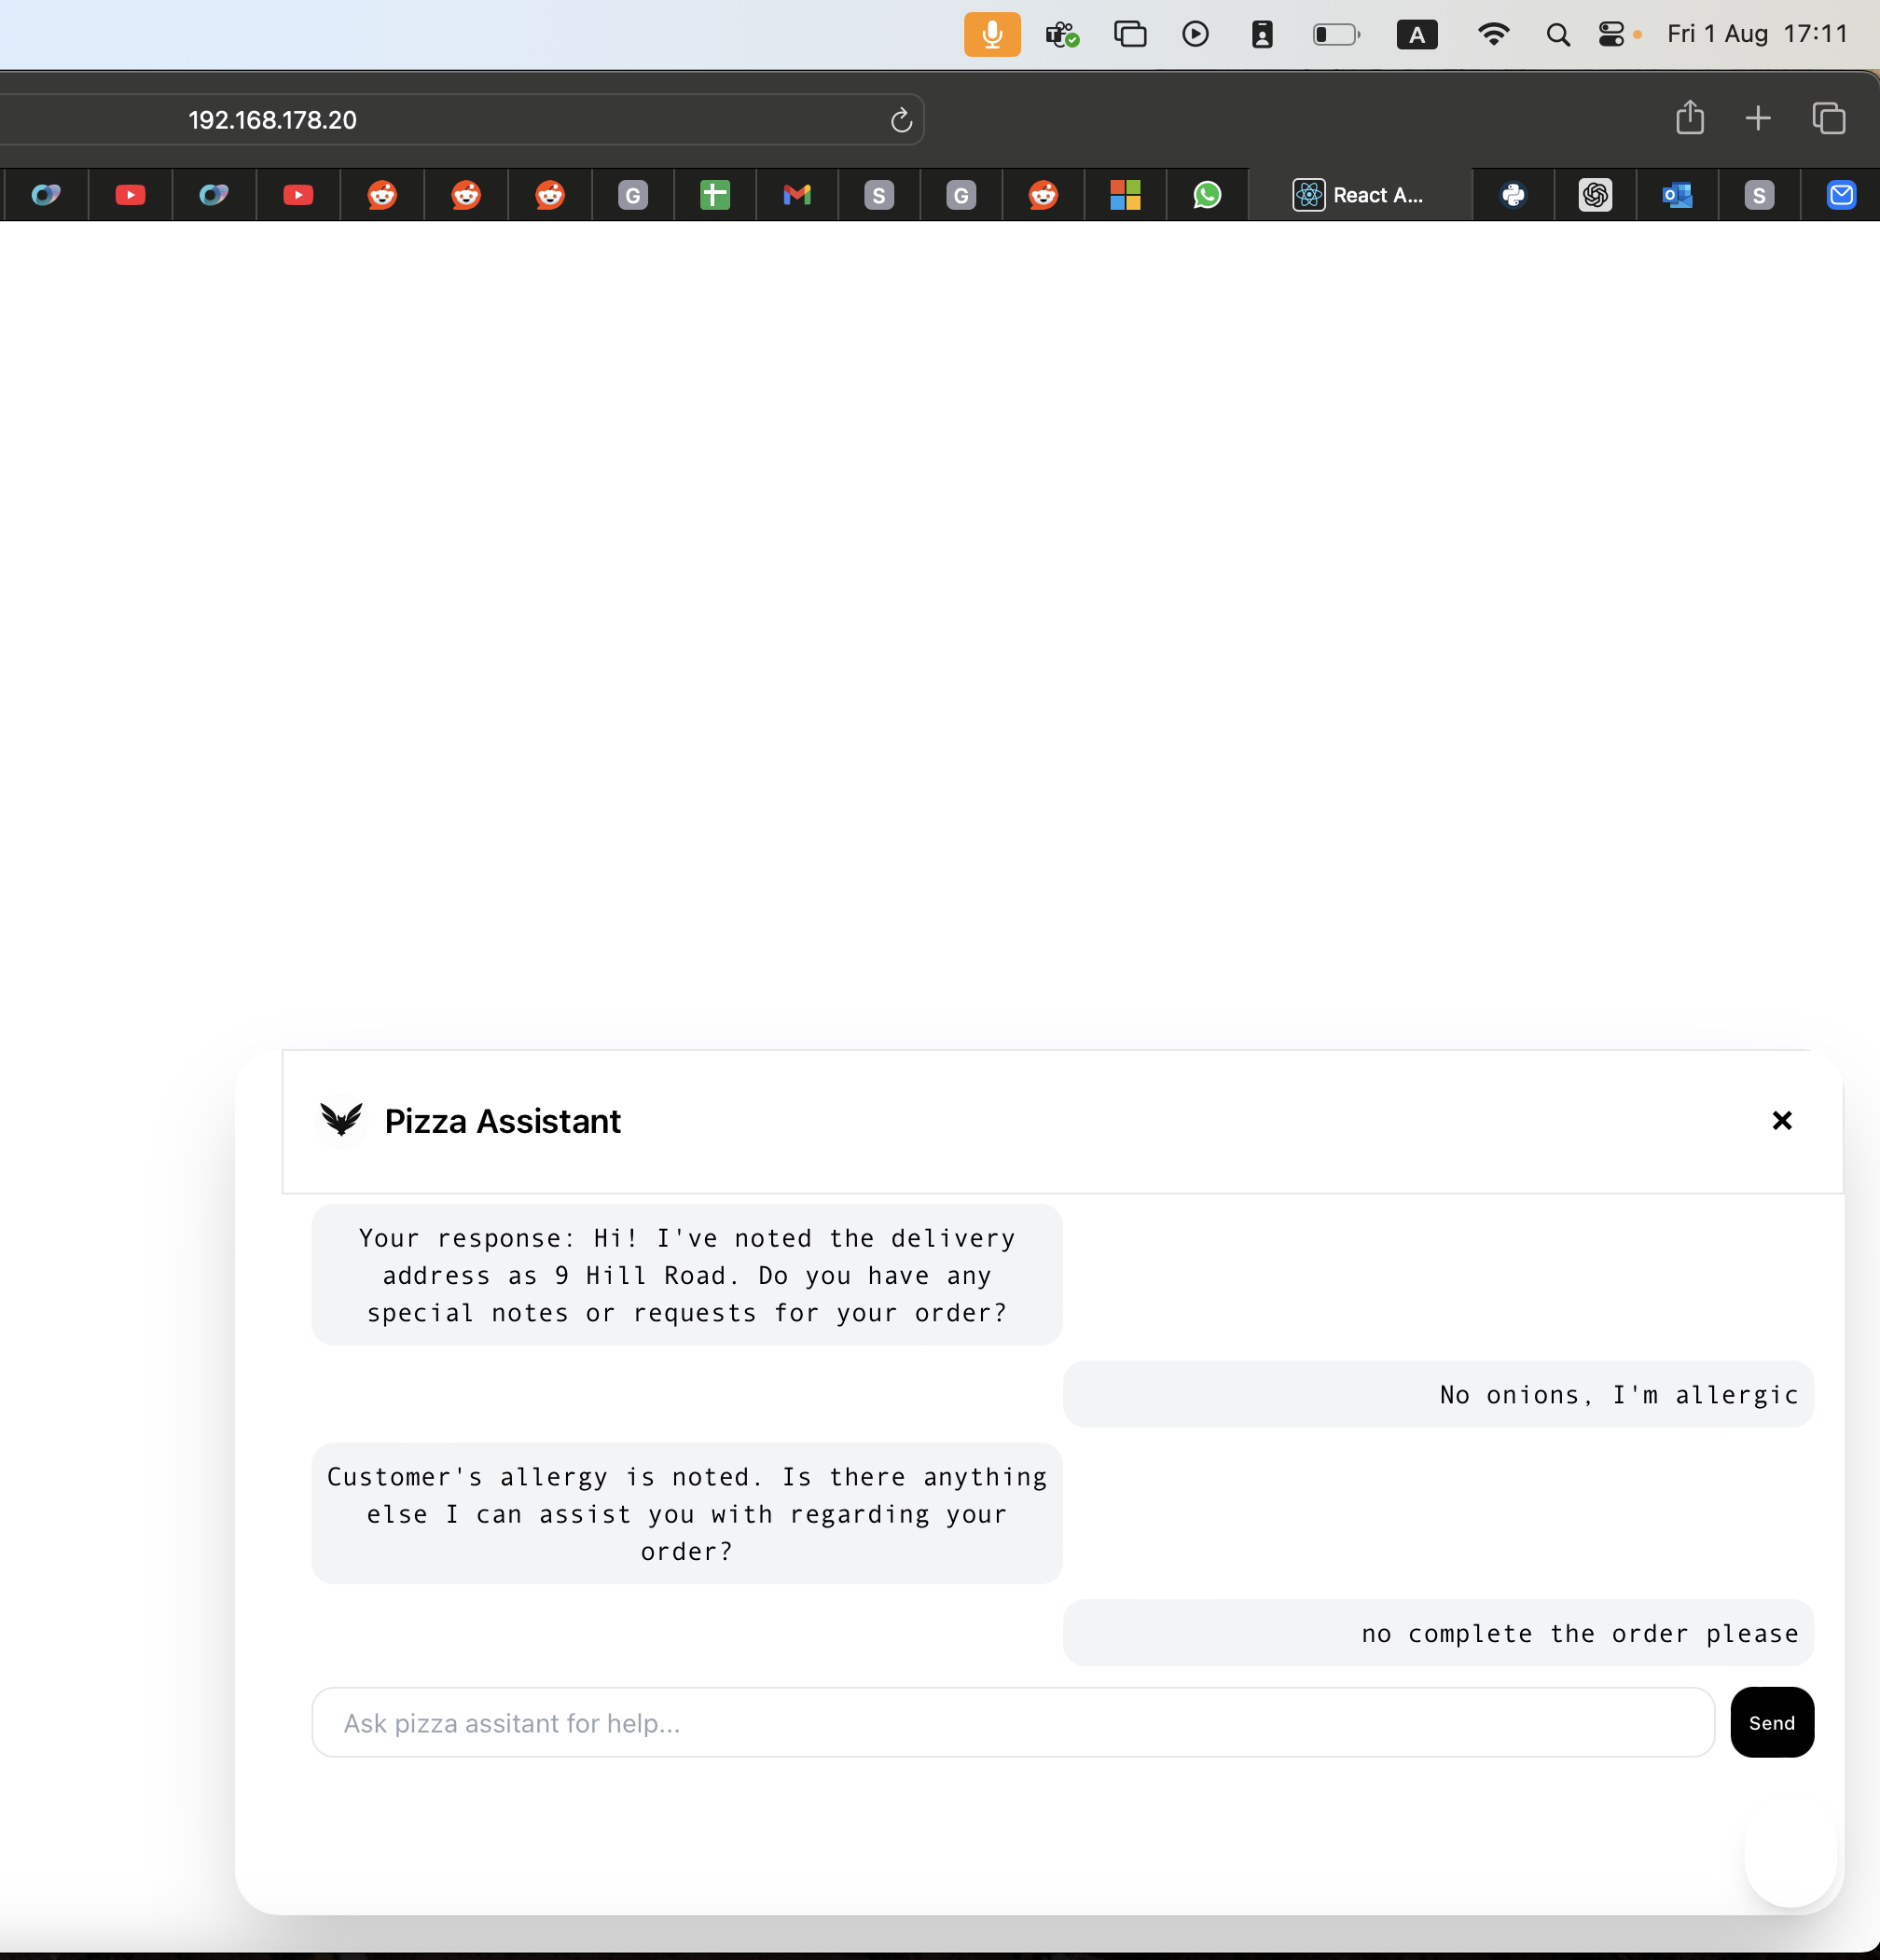 A
Fri 1 Aug 17:11
192.168.178.20
G
S
G
React A...
S
Pizza Assistant
Your response: Hi! I've noted the delivery
address as 9 Hill Road. Do you have any
special notes or requests for your order?
No onions, I'm allergic
Customer's allergy is noted. Is there anything
else I can assist you with regarding your
order?
no complete the order please
Ask pizza assitant for help...
Send